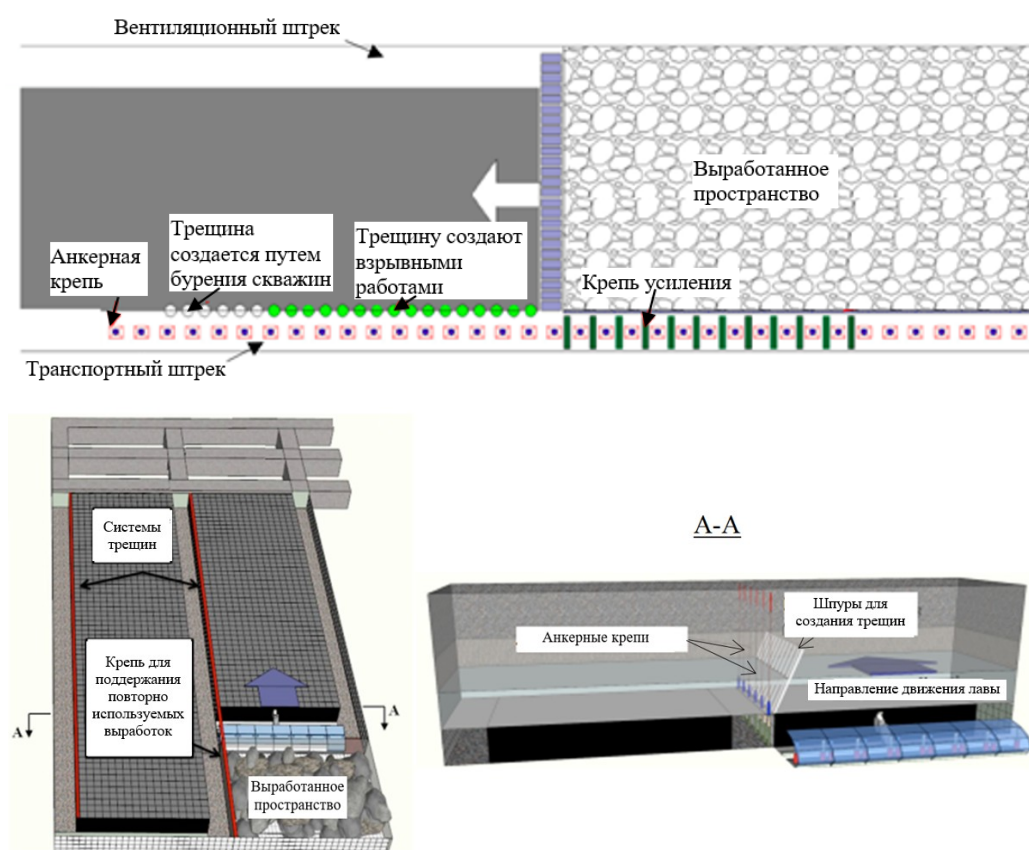 Вентиляционный штрек
Выработанное
пространство
Трещина
создается путем
бурения скважин
Трещину создают
взрывными
работами
Анкерная
крепь
Крепь усиления
Транспортный штрек
Системы
трещин
Крепь для
поддержания
повторно
используемых
выработок
А
А
Выработанное
пространство
А-А
Шпуры для
создания трещин
Анкерные крепи
Направление движения лавы